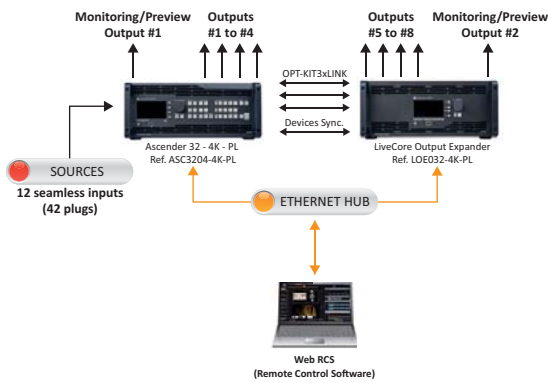 Monitoring/Preview
Output #1
Outputs
#1 to #4
Outputs
#5 to #8
Monitoring/Preview
Output #2
OPT-KIT3xLINK
Devices Sync.
Ascender 32 - 4K - PL
Ref. ASC3204-4K-PL
LiveCore Output Expander
Ref. LOE032-4K-PL
SOURCES
12 seamless inputs
(42 plugs)
ETHERNET HUB
Web RCS
(Remote Control Software)